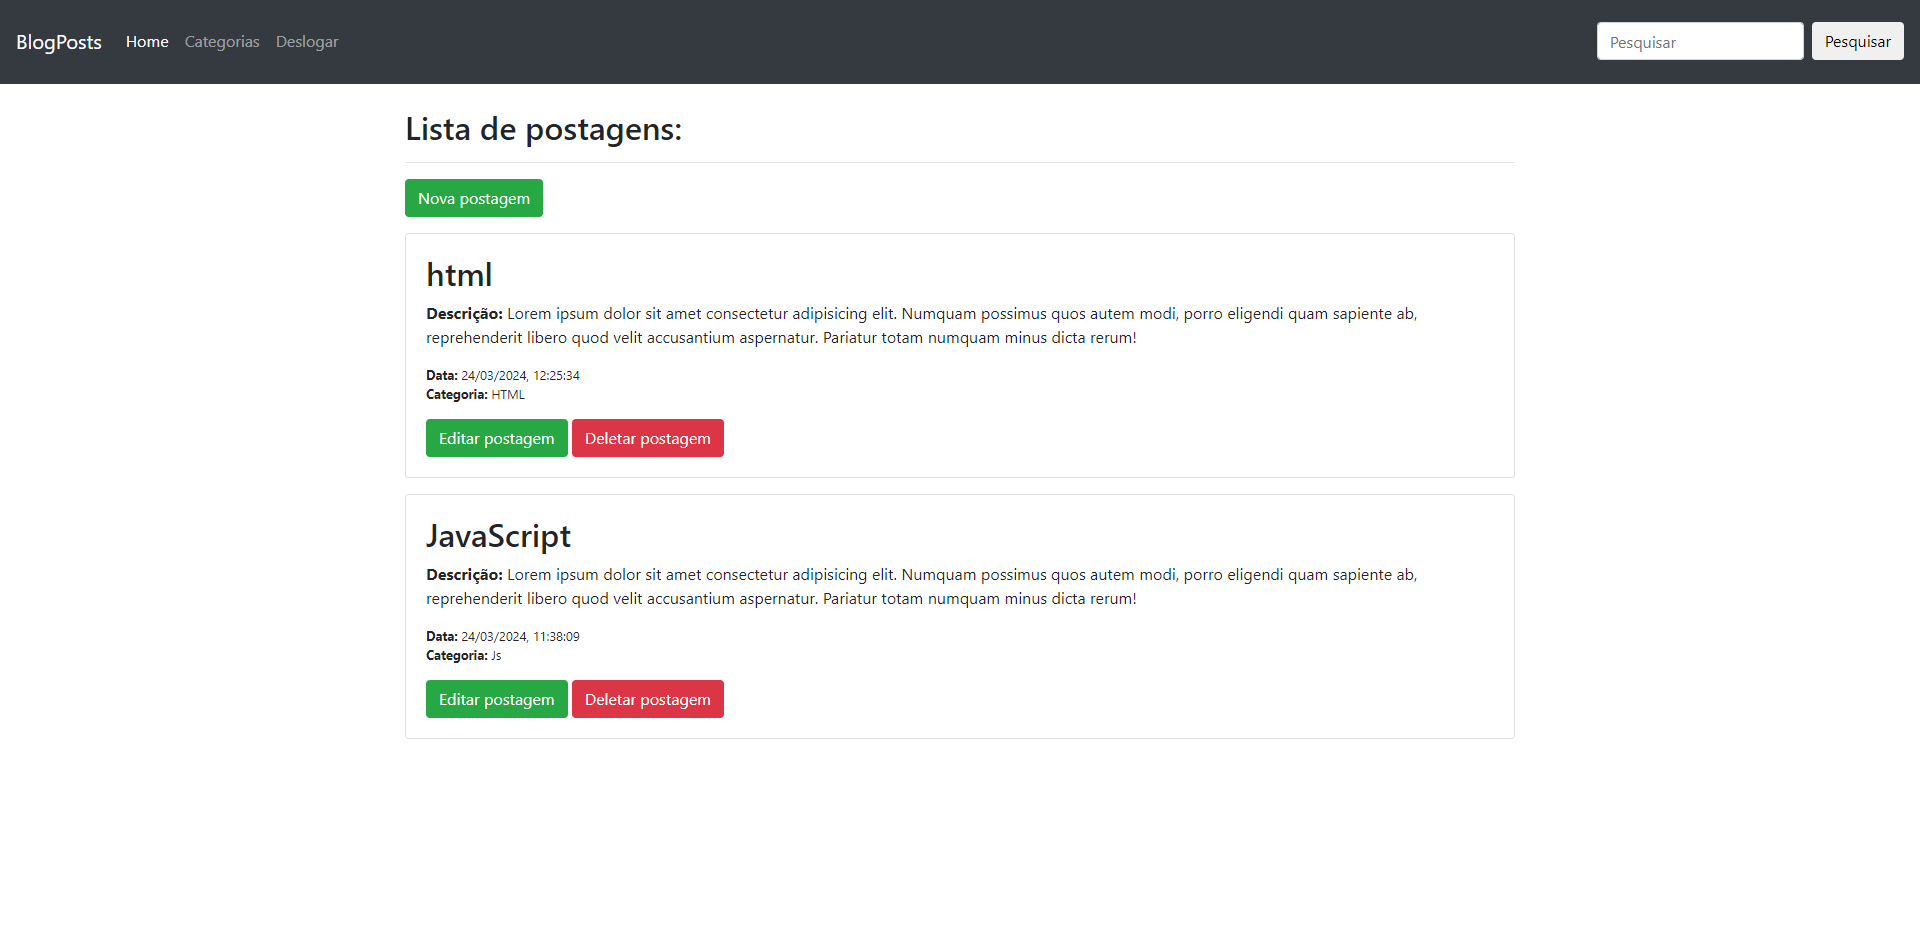 BlogPosts Home Categorias Deslogar Pesquisar Pesquisar
Lista de postagens:
Nova postagem
html
Descrição: Lorem ipsum dolor sit amet consectetur adipisicing elit. Numquam possimus quos autem modi, porro eligendi quam sapiente ab,
reprehenderit libero quod velit accusantium aspernatur. Pariatur totam numquam minus dicta rerum!
Data: 24/03/2024, 12:25:34
Categoria: HTML
Editar postagem Deletar postagem
JavaScript
Descrição: Lorem ipsum dolor sit amet consectetur adipisicing elit. Numquam possimus quos autem modi, porro eligendi quam sapiente ab,
reprehenderit libero quod velit accusantium aspernatur. Pariatur totam numquam minus dicta rerum!
Data: 24/03/2024, 11:38:09
Categoria: Js
Editar postagem Deletar postagem